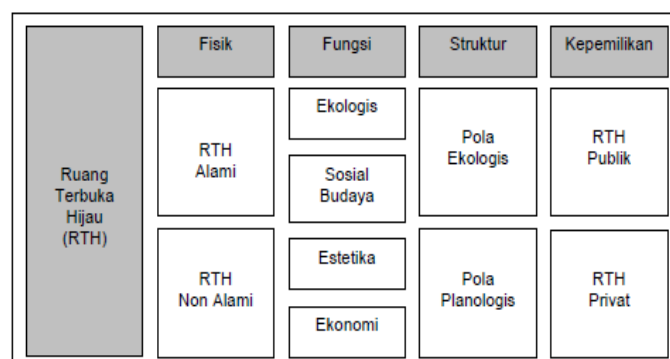 Ruang
Terbuka
Hijau
(RTH)
Fisik
RTH
Alami
RTH
Non Alami
Fungsi
Ekologis
Sosial
Budaya
Estetika
Ekonomi
Struktur
Pola
Ekologis
Pola
Planologis
Kepemilikan
RTH
Publik
RTH
Privat